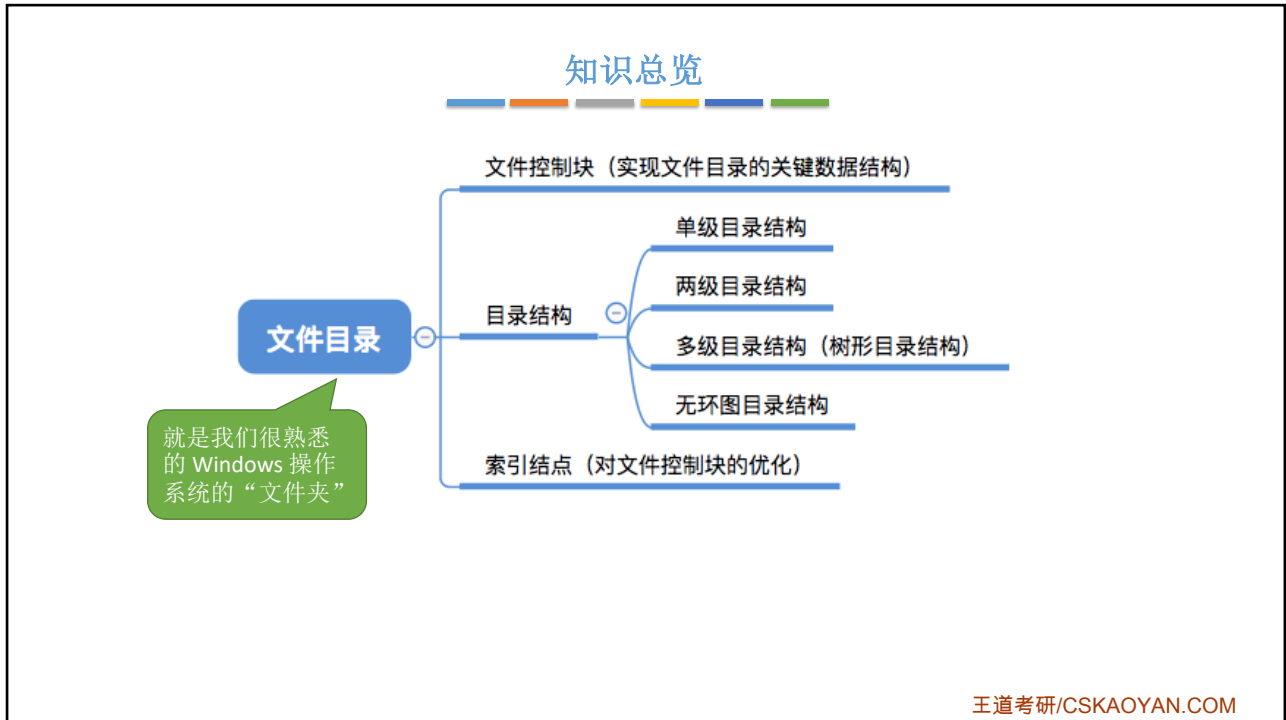 知识总览
文件控制块（实现文件目录的关键数据结构）
单级目录结构
两级目录结构
目录结构
文件目录
多级目录结构（树形目录结构）
无环图目录结构
就是我们很熟悉
的 Windows 操作
系统的“文件夹”
索引结点（对文件控制块的优化）
王道考研/CSKAOYAN.COM